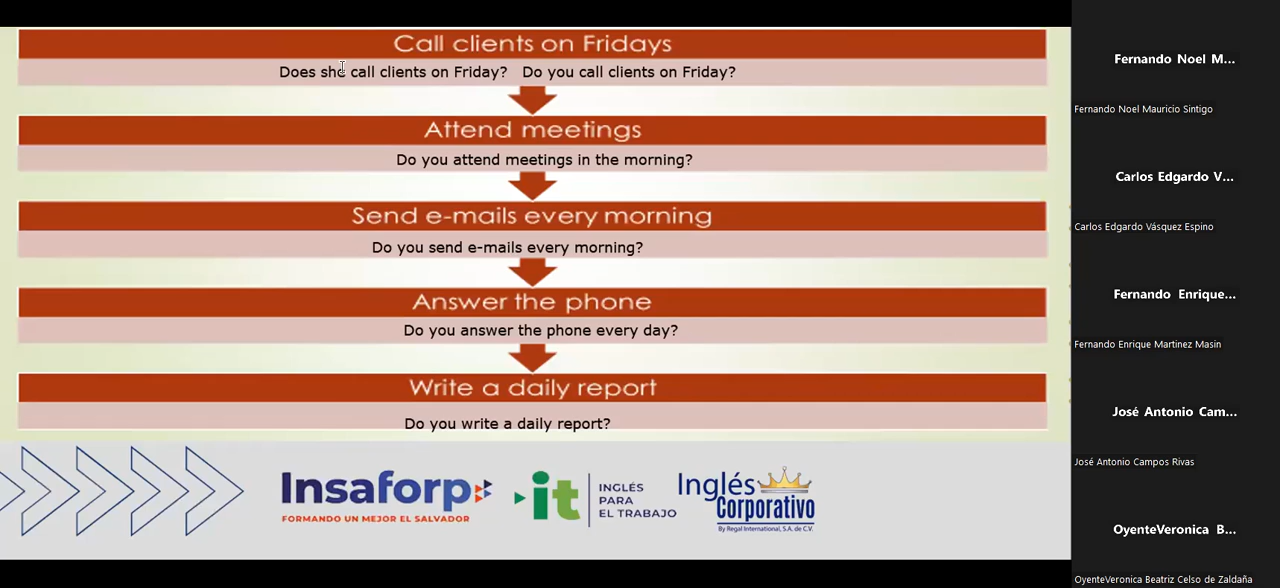 Call clients on Fridays
Does she call clients on Friday? Do you call clients on Friday?
Attend meetings
Do you attend meetings in the morning?
Send e-mails every morning
Do you send e-mails every morning?
Answer the phone
Do you answer the phone every day?
Write a daily report
Do you write a daily report?
Insaforp
FORMANDO UN MEJOR EL SALVADOR
it
INGLÉS
PARA
EL TRABAJO
Inglés
Corporativo
By Regal International, S.A. de C.V.
Fernando Noel M...
Fernando Noel Mauricio Sintigo
Carlos Edgardo V...
Carlos Edgardo Vásquez Espino
Fernando Enrique...
Fernando Enrique Martinez Masin
José Antonio Cam...
José Antonio Campos Rivas
OyenteVeronica B...
OyenteVeronica Beatriz Celso de Zaldaña